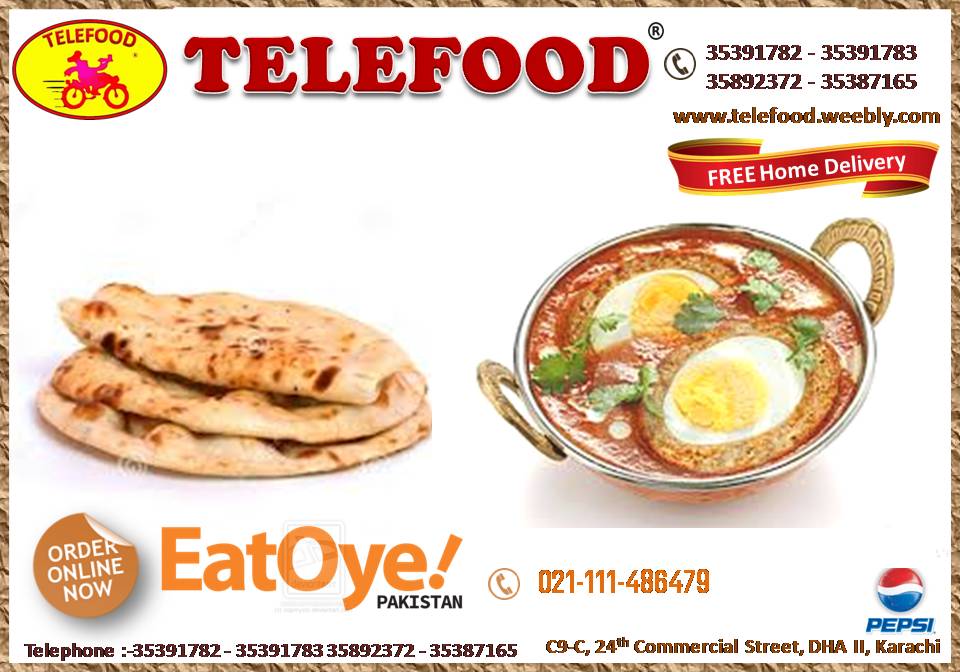 TELEFOOD
TELEFOOD®
35391782 - 35391783
35892372 - 35387165
www.telefood.weebly.com
FREE Home Delivery
ORDER
ONLINE
NOW
EatOye!
PAKISTAN
021-111-486479
PEPSI
Telephone :-35391782 - 35391783 35892372 - 35387165
C9-C, 24th Commercial Street, DHA II, Karachi